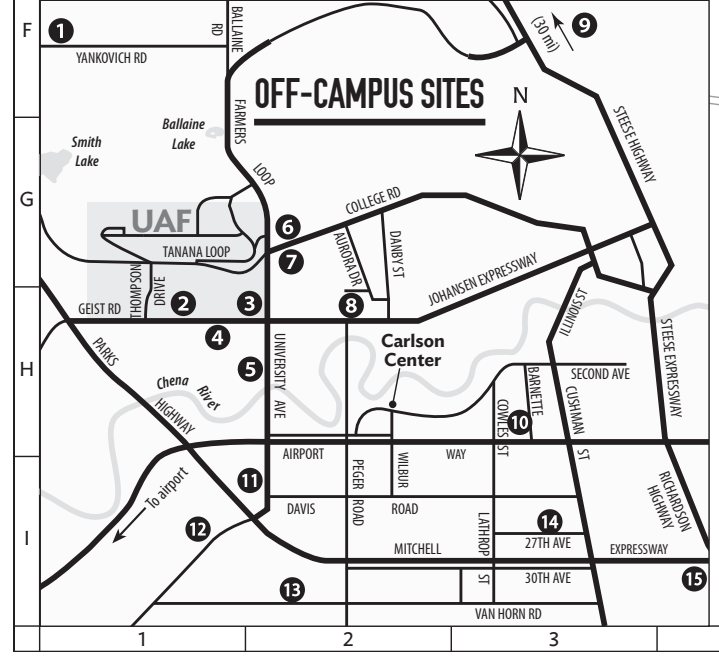 F
1
YANKOVICH RD
BALLAINE
RD
(30 mi)
9
OFF-CAMPUS SITES
N
FARMERS
LOOP
STEESE HIGHWAY
Ballaine
Lake
Smith
Lake
G
UAF
TANANA LOOP
6
7
COLLEGE RD
AURORA DR
DANBY ST
JOHANSEN EXPRESSWAY
THOMPSON
DRIVE
2
3
8
GEIST RD
4
ILLINOIS ST
H
PARKS
HIGHWAY
Chena
River
5
UNIVERSITY AVE
Carlson
Center
SECOND AVE
STEESE EXPRESSWAY
BARNETTE
COWLES ST
10
CUSHMAN
ST
AIRPORT
WAY
To airport
11
PEGER
ROAD
WILBUR
RICHARDSON
HIGHWAY
DAVIS
ROAD
I
12
LATHROP
ST
14
27TH AVE
MITCHELL
EXPRESSWAY
13
30TH AVE
15
VAN HORN RD
1
2
3